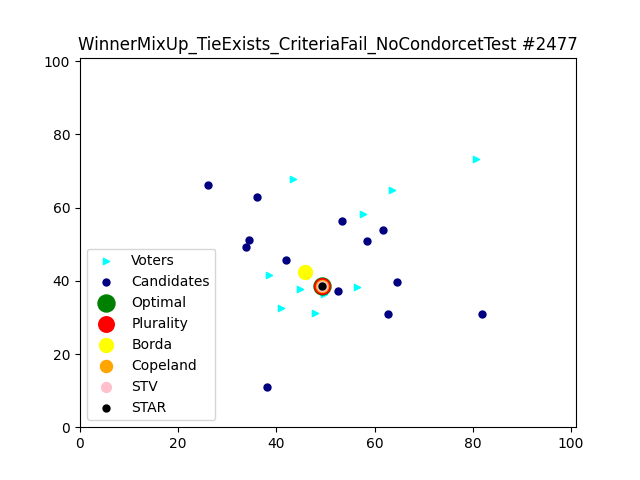 WinnerMixUp_TieExists_CriteriaFail_NoCondorcetTest #2477
100
80
60
40
20
0
Voters
Candidates
Optimal
Plurality
Borda
Copeland
STV
STAR
0 20 40 60 80 100